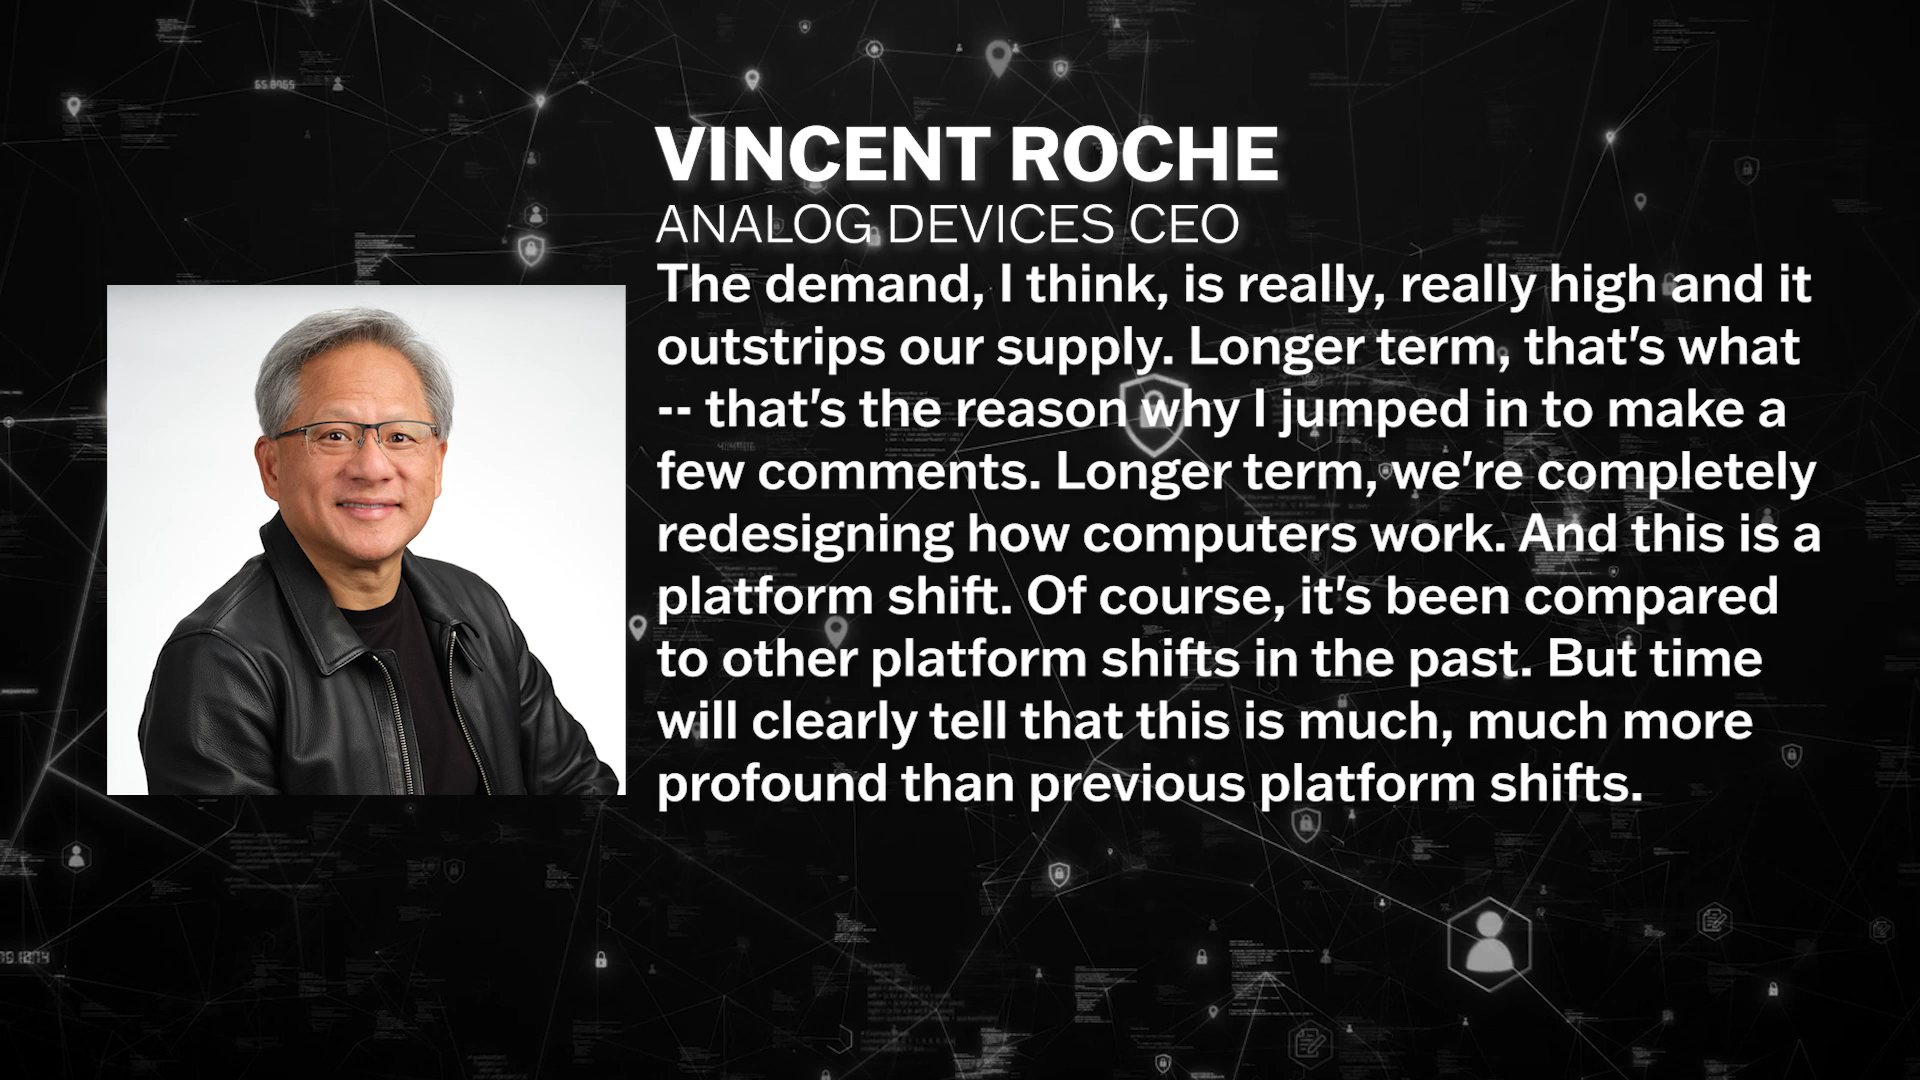 VINCENT ROCHE
ANALOG DEVICES CEO
The demand, I think, is really, really high and it
outstrips our supply. Longer term, that's what
-- that's the reason why I jumped in to make a
few comments. Longer term, we're completely
redesigning how computers work. And this is a
platform shift. Of course, it's been compared
to other platform shifts in the past. But time
will clearly tell that this is much, much more
profound than previous platform shifts.